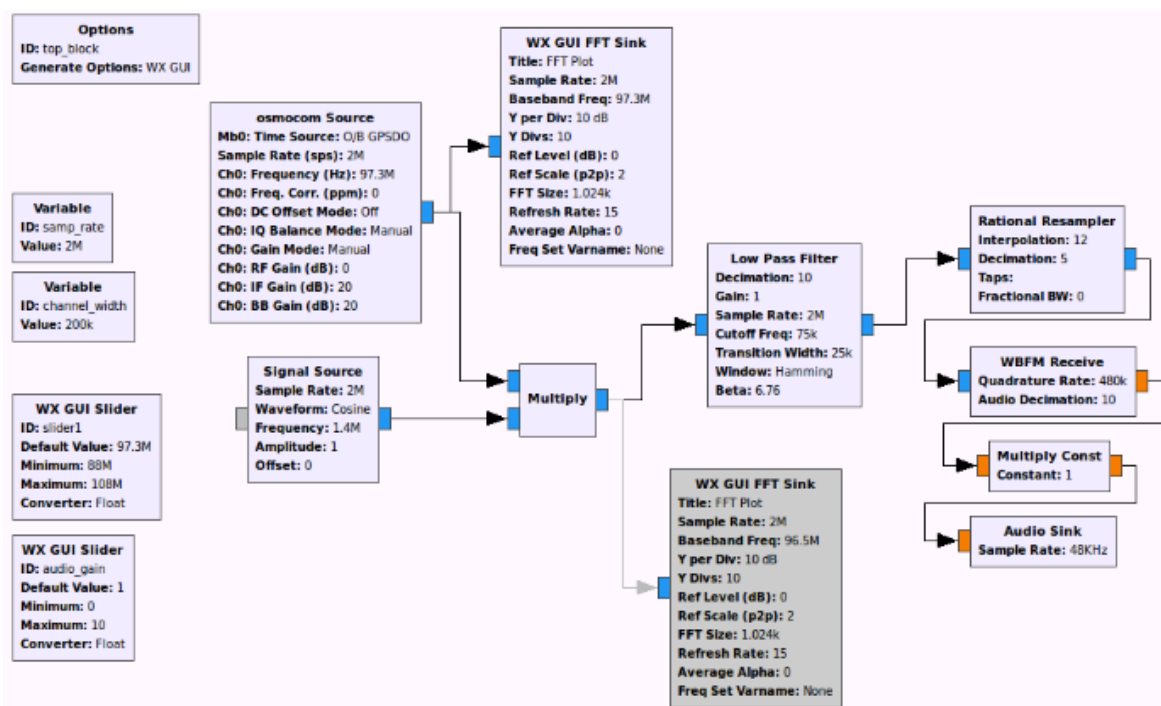 Options
ID: top_block
Generate Options: WX GUI
Variable
ID: samp_rate
Value: 2M
Variable
ID: channel_width
Value: 200k
WX GUI Slider
ID: slider1
Default Value: 97.3M
Minimum: 88M
Maximum: 108M
Converter: Float
WX GUI Slider
ID: audio_gain
Default Value: 1
Minimum: 0
Maximum: 10
Converter: Float
osmocom Source
Mb0: Time Source: O/B GPSDO
Sample Rate (sps): 2M
Ch0: Frequency (Hz): 97.3M
Ch0: Freq. Corr. (ppm): 0
Ch0: DC Offset Mode: Off
Ch0: IQ Balance Mode: Manual
Ch0: Gain Mode: Manual
Ch0: RF Gain (dB): 0
Ch0: IF Gain (dB): 20
Ch0: BB Gain (dB): 20
Signal Source
Sample Rate: 2M
Waveform: Cosine
Frequency: 1.4M
Amplitude: 1
Offset: 0
WX GUI FFT Sink
Title: FFT Plot
Sample Rate: 2M
Baseband Freq: 97.3M
Y per Div: 10 dB
Y Divs: 10
Ref Level (dB): 0
Ref Scale (p2p): 2
FFT Size: 1.024k
Refresh Rate: 15
Average Alpha: 0
Freq Set Varname: None
Multiply
WX GUI FFT Sink
Title: FFT Plot
Sample Rate: 2M
Baseband Freq: 96.5M
Y per Div: 10 dB
Y Divs: 10
Ref Level (dB): 0
Ref Scale (p2p): 2
FFT Size: 1.024k
Refresh Rate: 15
Average Alpha: 0
Freq Set Varname: None
Low Pass Filter
Decimation: 10
Gain: 1
Sample Rate: 2M
Cutoff Freq: 75k
Transition Width: 25k
Window: Hamming
Beta: 6.76
Rational Resampler
Interpolation: 12
Decimation: 5
Taps:
Fractional BW: 0
WBFM Receive
Quadrature Rate: 480k
Audio Decimation: 10
Multiply Const
Constant: 1
Audio Sink
Sample Rate: 48KHz